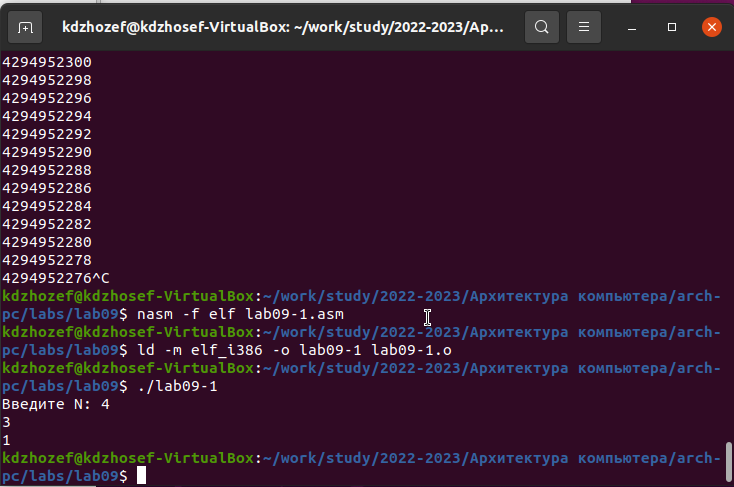 kdzhozef@kdzhosef-VirtualBox: ~/work/study/2022-2023/Ар...
4294952300
4294952298
4294952296
4294952294
4294952292
4294952290
4294952288
4294952286
4294952284
4294952282
4294952280
4294952278
4294952276^C
kdzhozef@kdzhosef-VirtualBox:~/work/study/2022-2023/Архитектура компьютера/arch-
pc/labs/lab09$ nasm -f elf lab09-1.asm
kdzhozef@kdzhosef-VirtualBox:~/work/study/2022-2023/Архитектура компьютера/arch-
pc/labs/lab09$ ld -m elf_i386 -o lab09-1 lab09-1.o
kdzhozef@kdzhosef-VirtualBox:~/work/study/2022-2023/Архитектура компьютера/arch-
pc/labs/lab09$ ./lab09-1
Введите N: 4
3
1
kdzhozef@kdzhosef-VirtualBox:~/work/study/2022-2023/Архитектура компьютера/arch-
pc/labs/lab09$